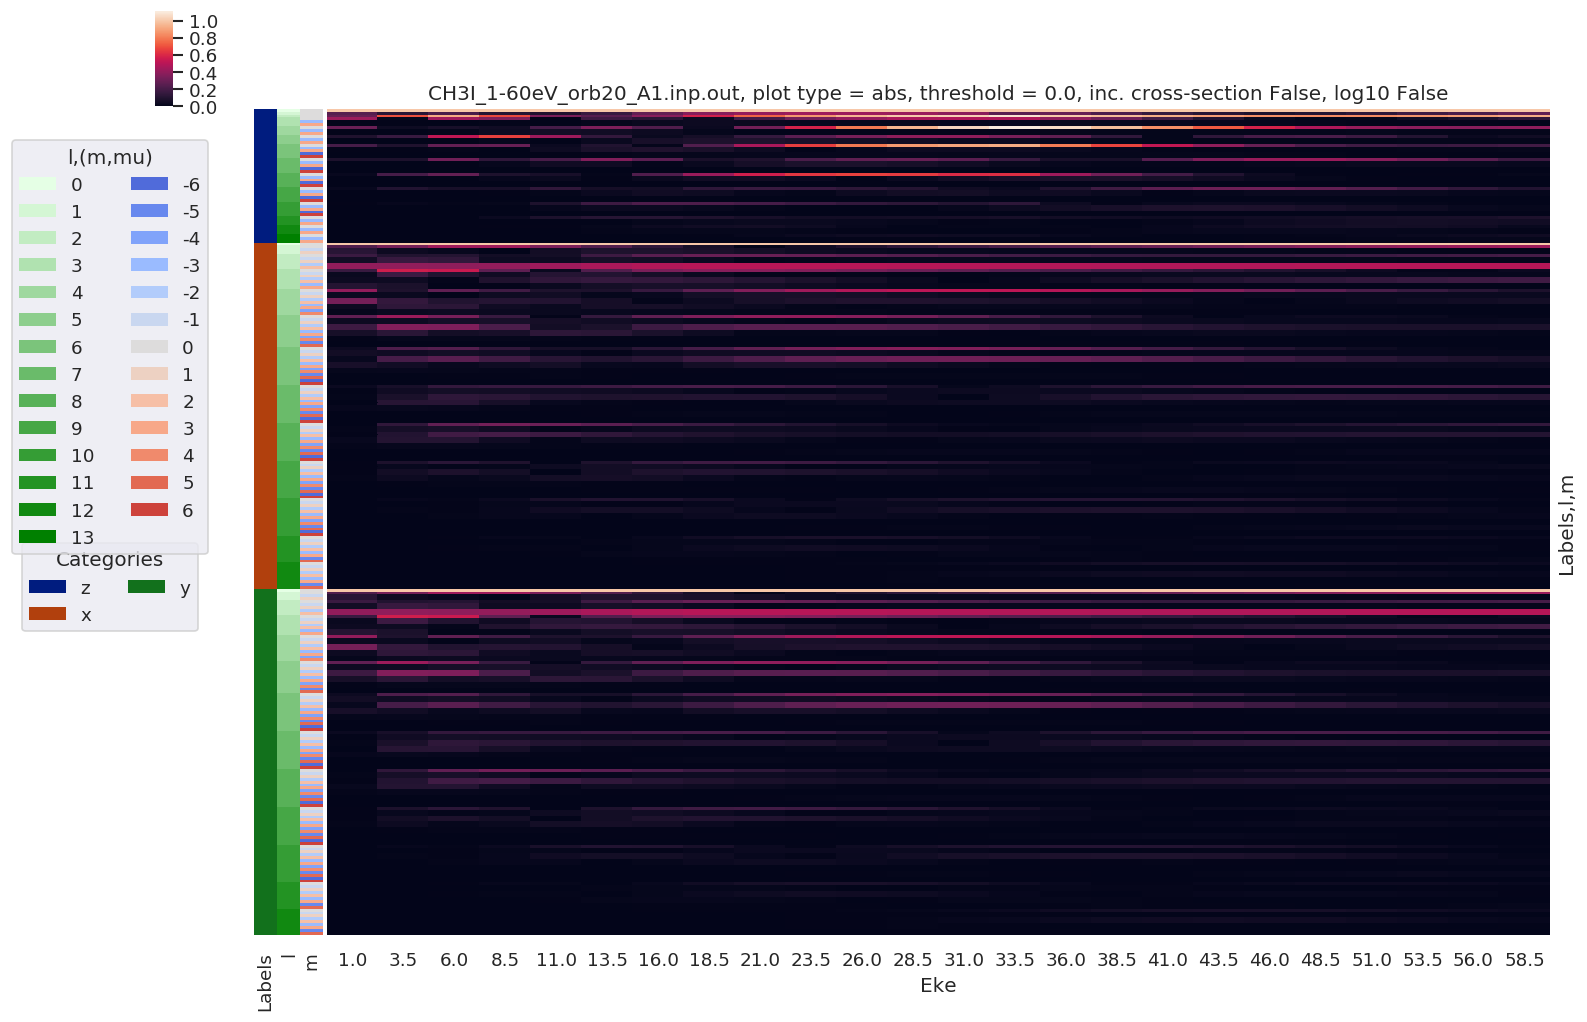 1.0
0.8
0.6
0.4
0.2
0.0
CH3I_1-60eV_orb20_A1.inp.out, plot type = abs, threshold = 0.0, inc. cross-section False, log10 False
l,(m,mu)
0 -6
1 -5
2 -4
3 -3
4 -2
5 -1
6 0
7 1
8 2
9 3
10 4
11 5
12 6
13
Categories
z y
x
Labels,l,m
Labels l m
1.0 3.5 6.0 8.5 11.0 13.5 16.0 18.5 21.0 23.5 26.0 28.5 31.0 33.5 36.0 38.5 41.0 43.5 46.0 48.5 51.0 53.5 56.0 58.5
Eke